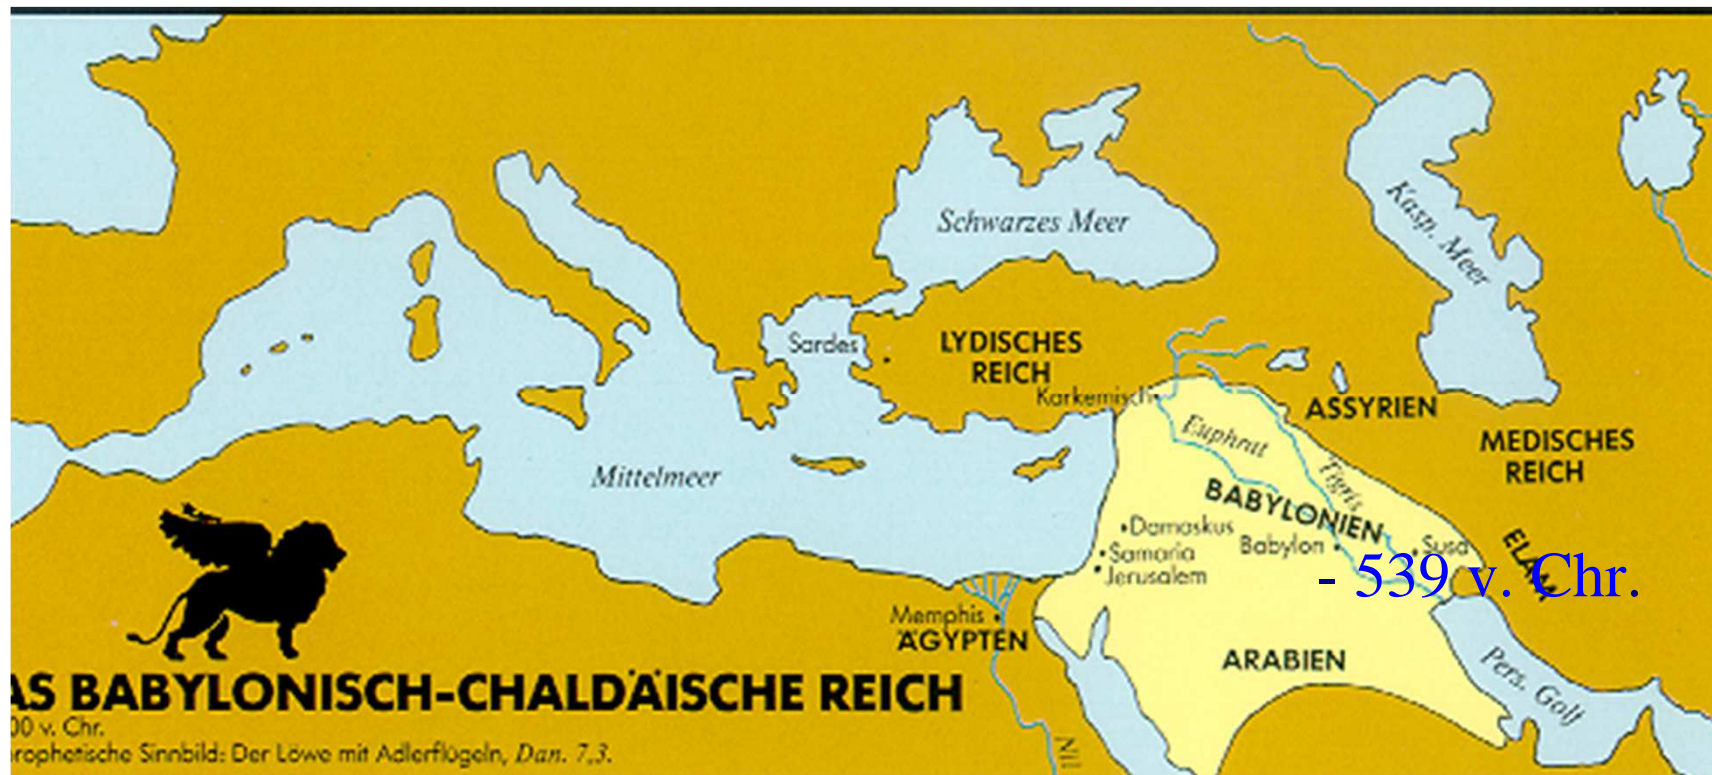 Schwarzes Meer
Kasp. Meer
Sardes
LYDISCHES
REICH
Karkemisch
ASSYRIEN
Euphrat
Tigris
MEDISCHES
REICH
Mittelmeer
BABYLONIEN
Damaskus
Babylon
Susa
ELAM
Samaria
Jerusalem
- 539 v. Chr.
Memphis
ÄGYPTEN
ARABIEN
Pers. Golf
Nil
AS BABYLONISCH-CHALDÄISCHE REICH
00 v. Chr.
rophetische Sinnbild: Der Löwe mit Adlerflügeln, Dan. 7,3.